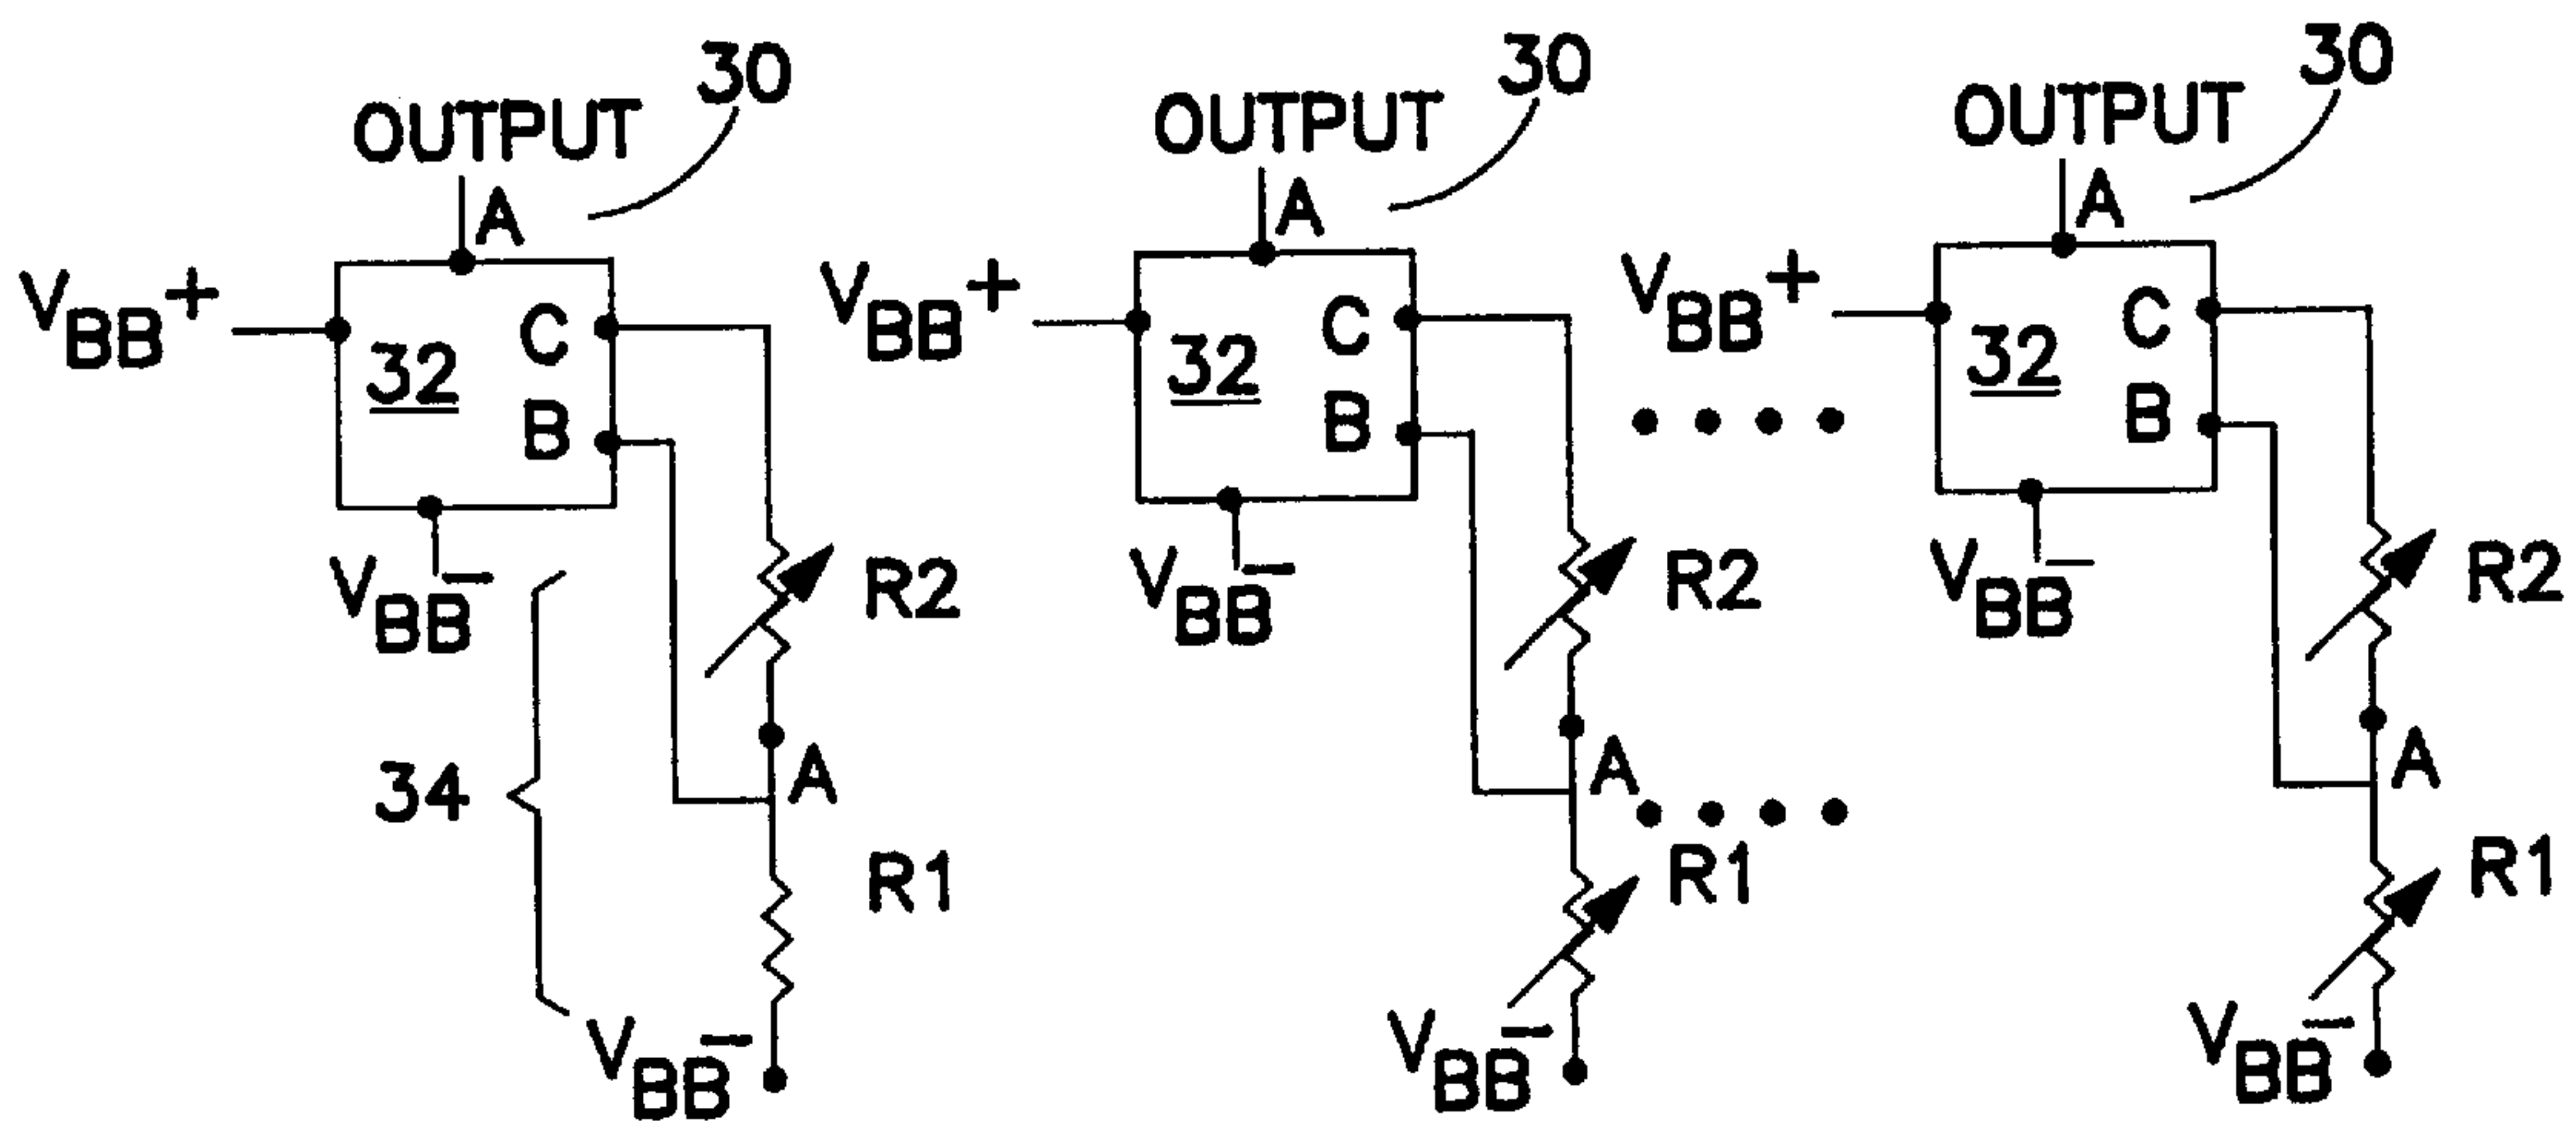 30 30 30
OUTPUT OUTPUT OUTPUT
A A A
VBB+ VBB+ VBB+
C C C
32 32 32
B B B
VBB- VBB- VBB-
R2 R2 R2
34 A A A
R1 R1 R1
VBB- VBB- VBB-